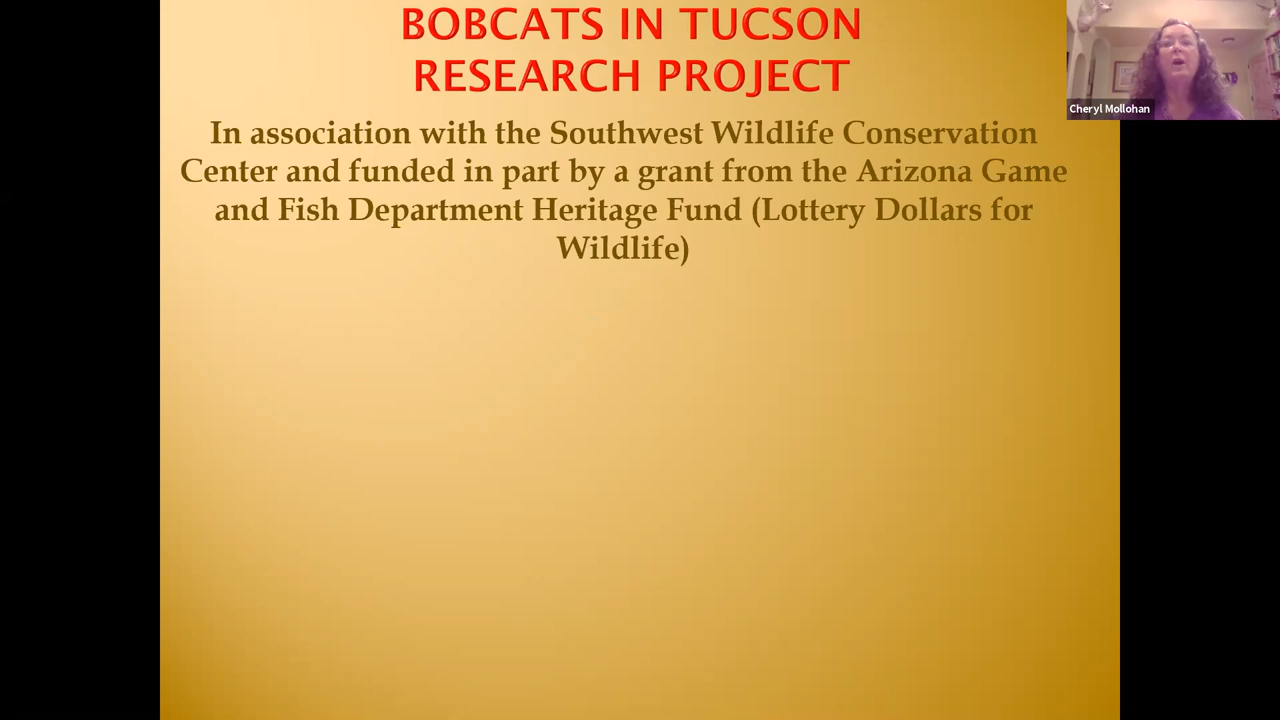 BOBCATS IN TUCSON
RESEARCH PROJECT
In association with the Southwest Wildlife Conservation
Center and funded in part by a grant from the Arizona Game
and Fish Department Heritage Fund (Lottery Dollars for
Wildlife)
Cheryl Mollohan